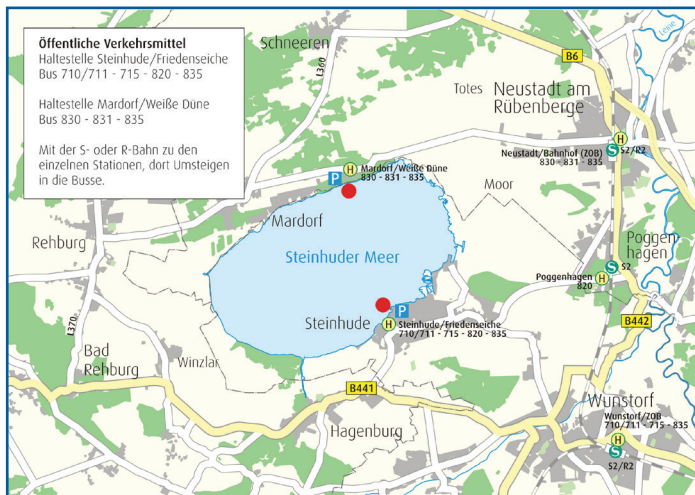 Öffentliche Verkehrsmittel
Haltestelle Steinhude/Friedenseiche
Bus 710/711 - 715 - 820 - 835
Haltestelle Mardorf/Weiße Düne
Bus 830 - 831 - 835
Mit der S- oder R-Bahn zu den
einzelnen Stationen, dort Umsteigen
in die Busse.
Schneeren
L360
B6
Leine
Totes
Moor
Neustadt am
Rübenberge
H
Neustadt/Bahnhof (ZOB)
830 - 831 - 835
S
S2/R2
H
Mardorf/Weiße Düne
830 - 831 - 835
P
Mardorf
Rehburg
Steinhuder Meer
Poggen
hagen
S
S2
Poggenhagen
820
H
P
Steinhude
H
Steinhude/Friedenseiche
710/711 - 715 - 820 - 835
B442
L370
Bad
Rehburg
Winzlar
B441
Hagenburg
Wunstorf
Wunstorf/ZOB
710/711 - 715 - 835
H
S
S2/R2